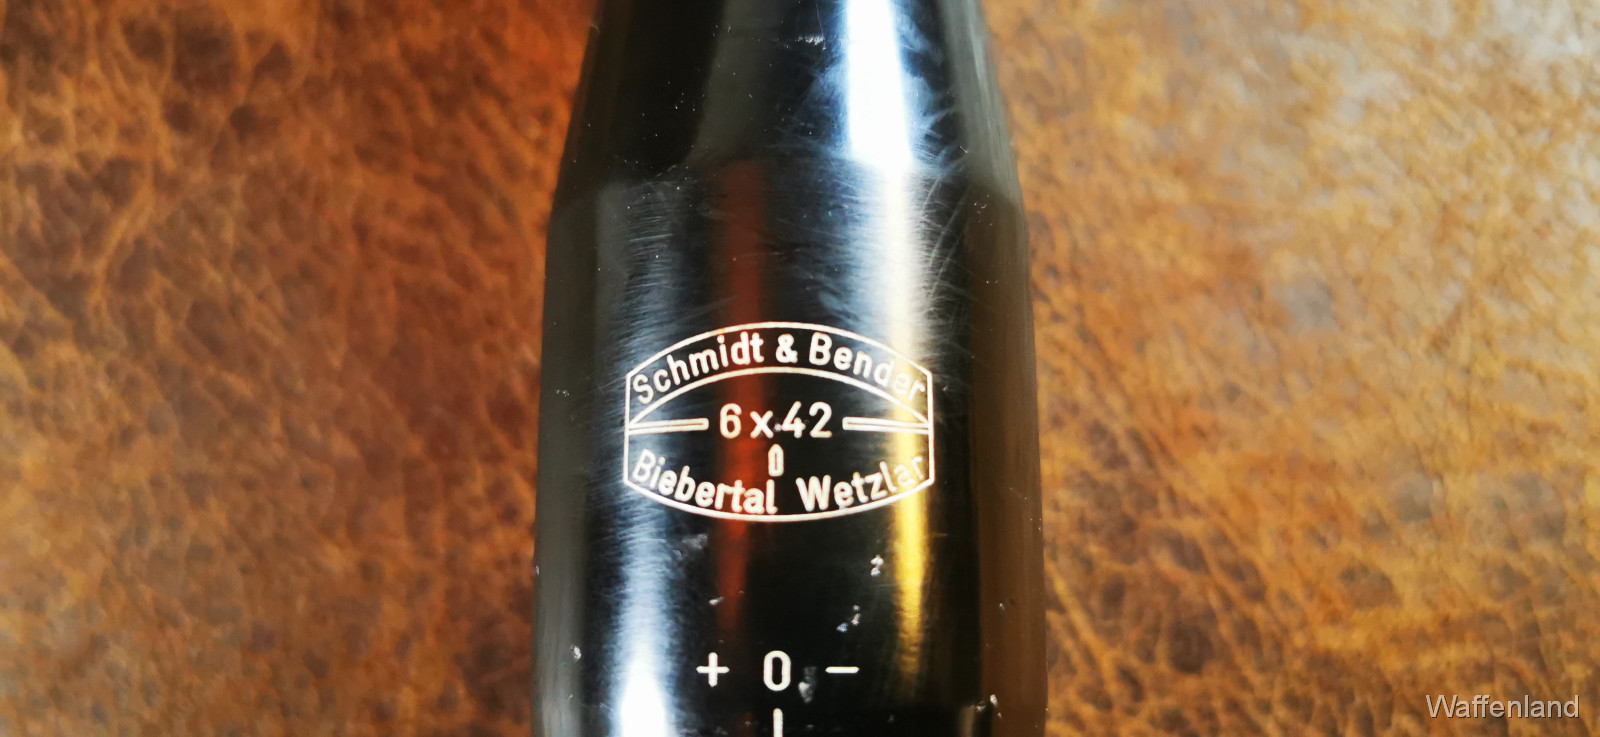 Schmidt & Bender
6x42
0
Biebertal Wetzlar
+ 0 -
Waffenland